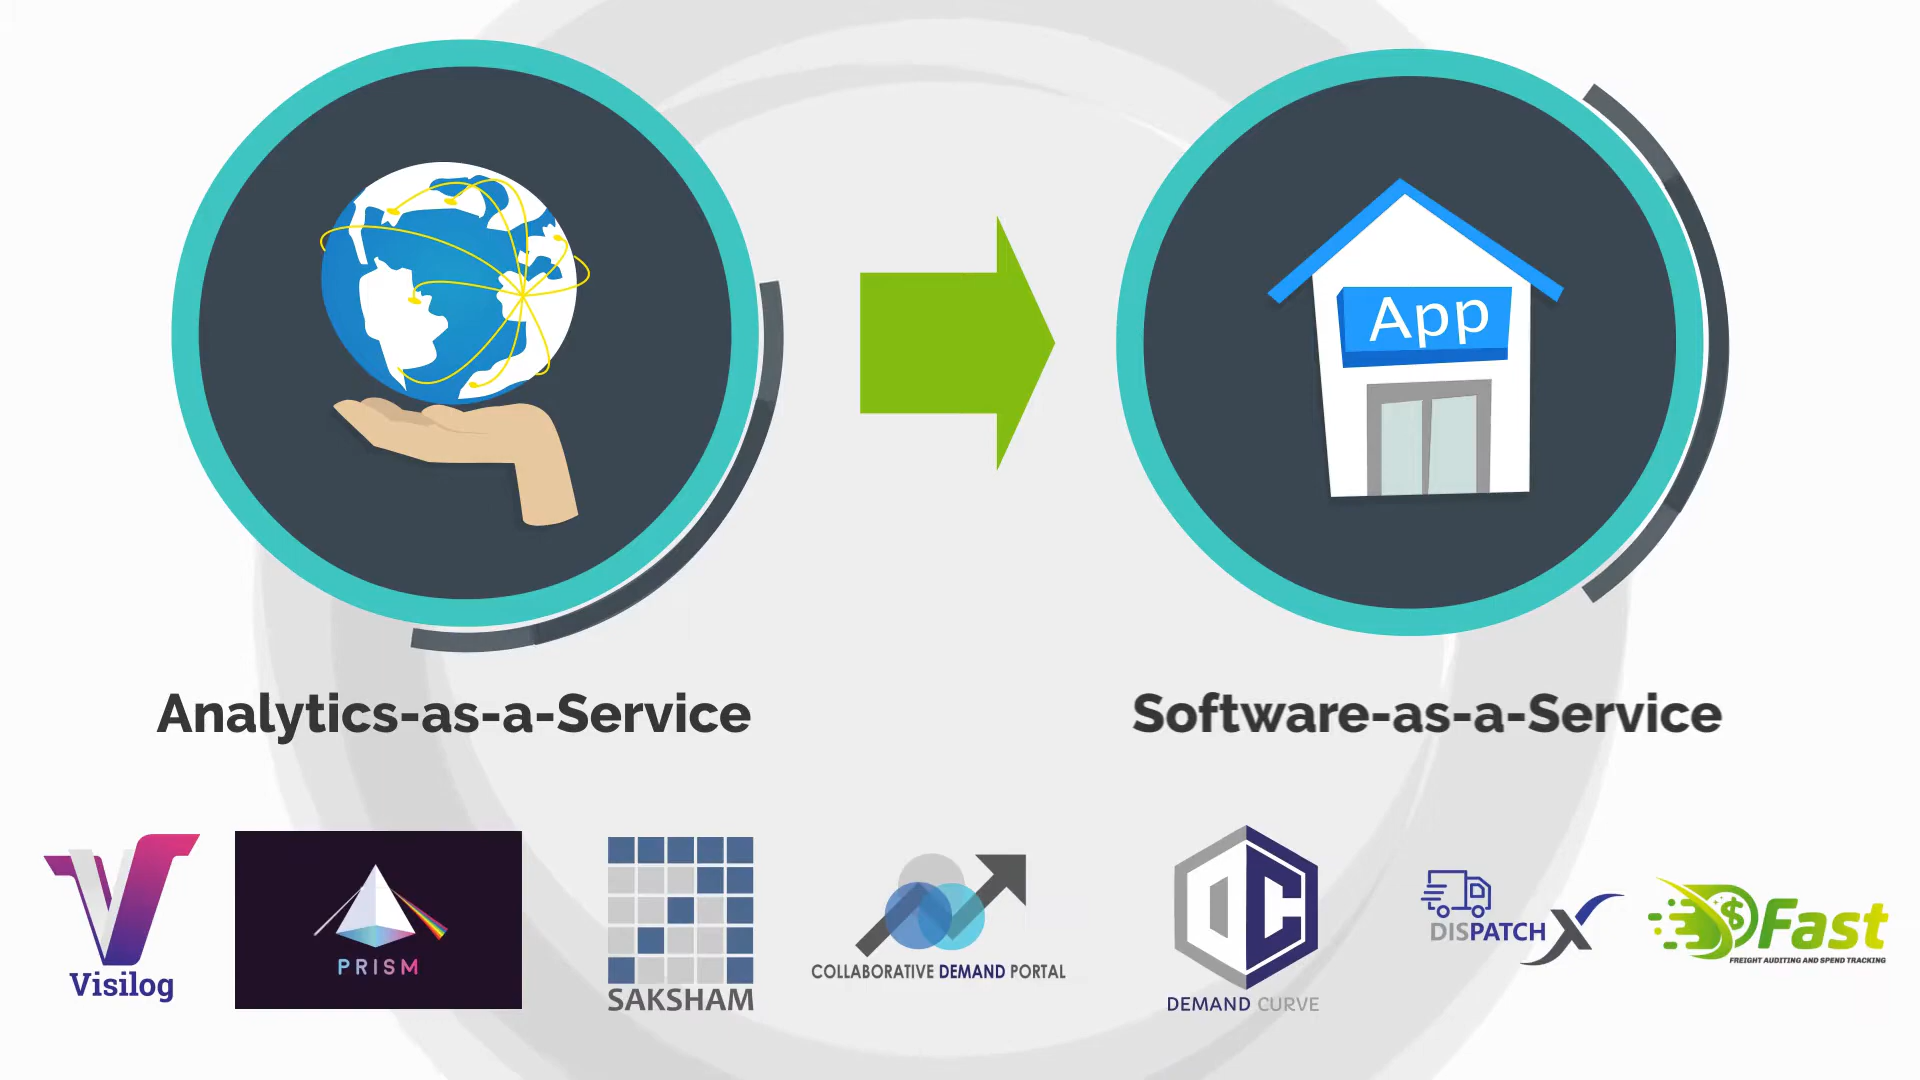 App
Analytics-as-a-Service
Software-as-a-Service
Visilog
PRISM
SAKSHAM
COLLABORATIVE DEMAND PORTAL
DC
DEMAND CURVE
DISPATCH X
Fast
FREIGHT AUDITING AND SPEND TRACKING